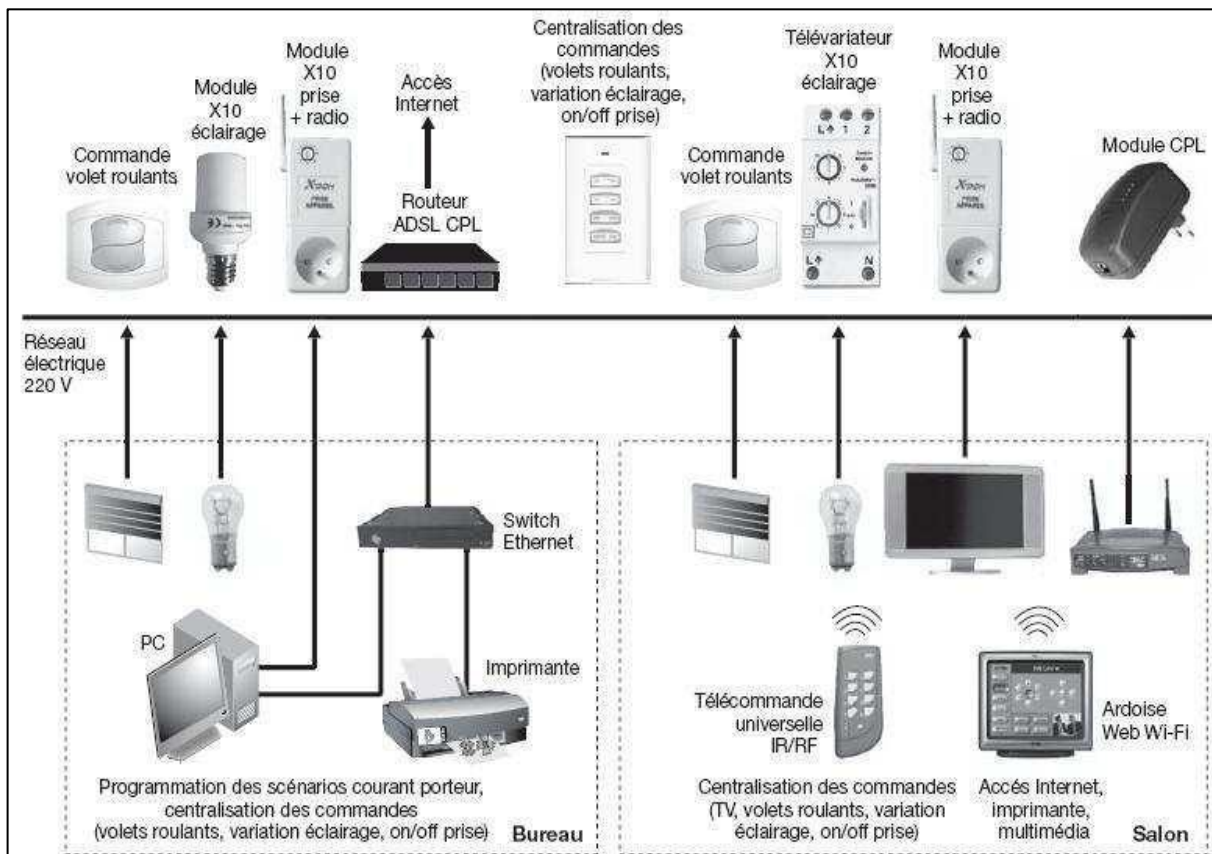 Module
X10
éclairage
Commande
volet roulants
Module
X10
prise
+ radio
Accès
Internet
Routeur
ADSL CPL
Centralisation des
commandes
(volets roulants,
variation éclairage,
on/off prise)
Commande
volet roulants
Télévariateur
X10
éclairage
L 1 2
L N
Module
X10
prise
+ radio
Module CPL
Réseau
électrique
220 V
Switch
Ethernet
PC
Imprimante
Programmation des scénarios courant porteur,
centralisation des commandes
(volets roulants, variation éclairage, on/off prise)
Bureau
Télécommande
universelle
IR/RF
Ardoise
Web Wi-Fi
Centralisation des commandes
(TV, volets roulants, variation
éclairage, on/off prise)
Accés Internet,
imprimante,
multimédia
Salon